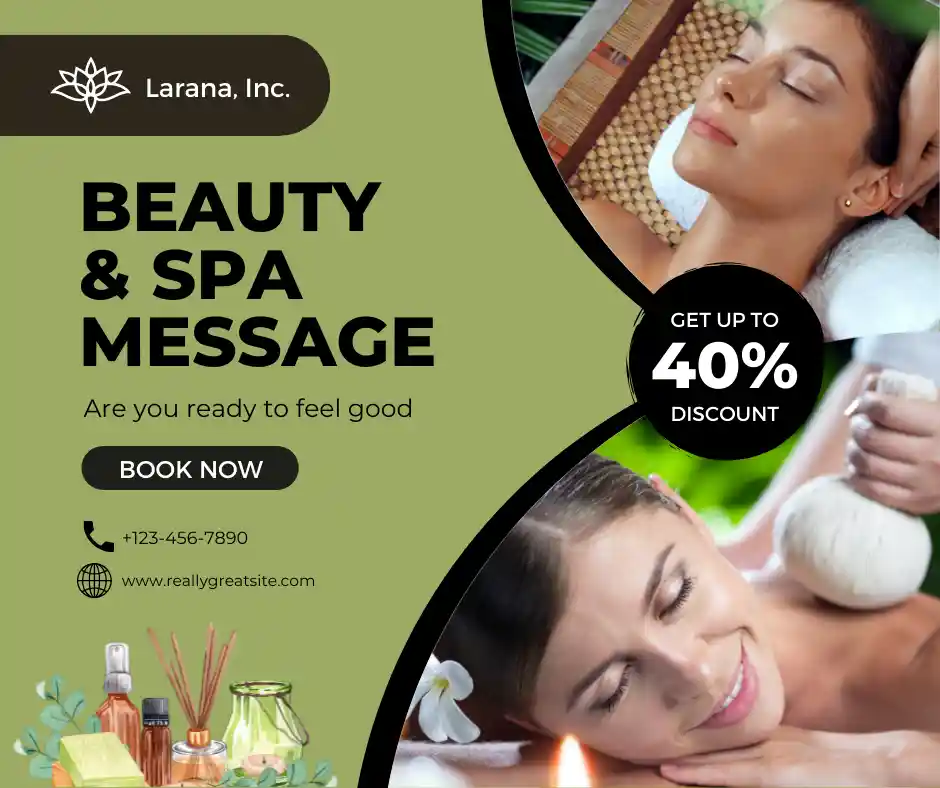 Larana, Inc.
BEAUTY
& SPA
MESSAGE
Are you ready to feel good
BOOK NOW
+123-456-7890
www.reallygreatsite.com
GET UP TO
40%
DISCOUNT